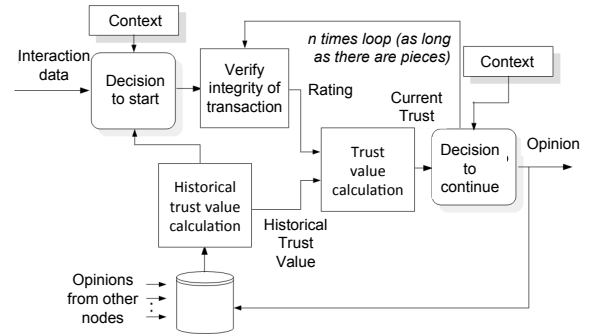 Context
Interaction
data
Decision
to start
Verify
integrity of
transaction
n times loop (as long
as there are pieces)
Context
Rating
Current
Trust
Trust
value
calculation
Decision
to
continue
Opinion
Historical
trust value
calculation
Historical
Trust
Value
Opinions
from other
nodes